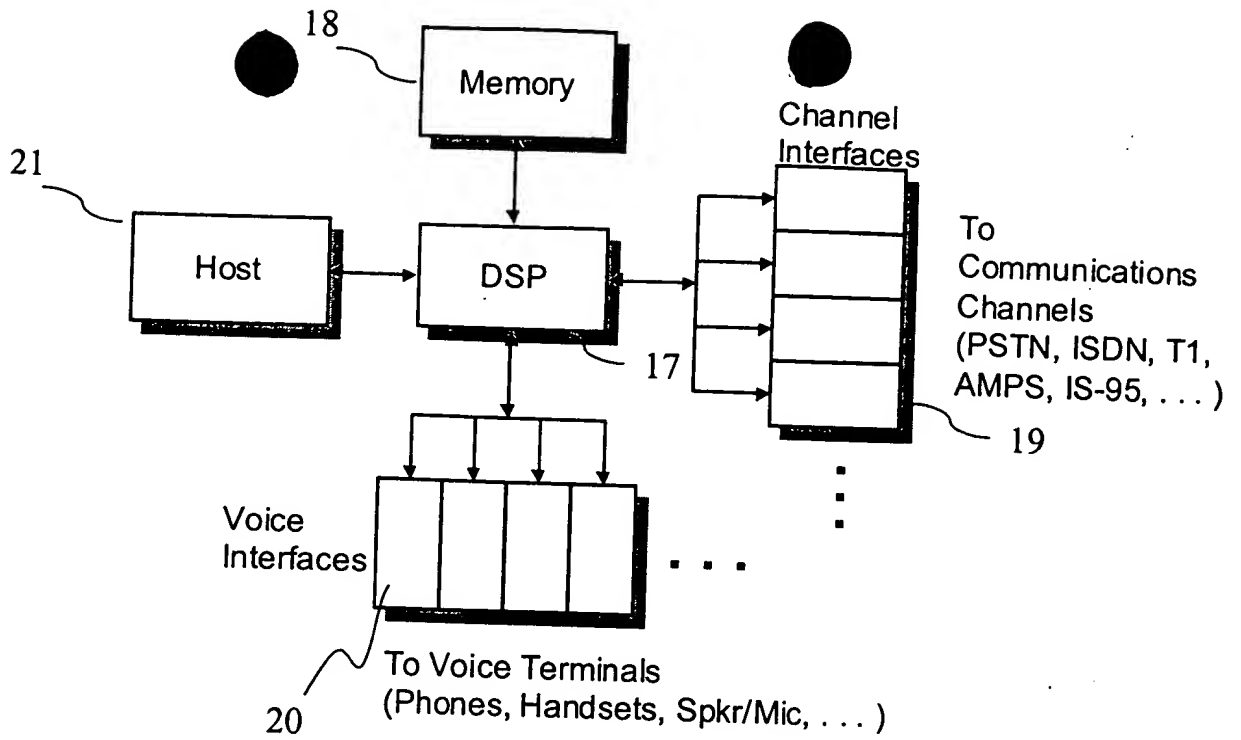 18
Memory
Channel
Interfaces
21
Host
DSP
17
To
Communications
Channels
(PSTN, ISDN, T1,
AMPS, IS-95, . . . )
19
Voice
Interfaces
20
To Voice Terminals
(Phones, Handsets, Spkr/Mic, . . . )